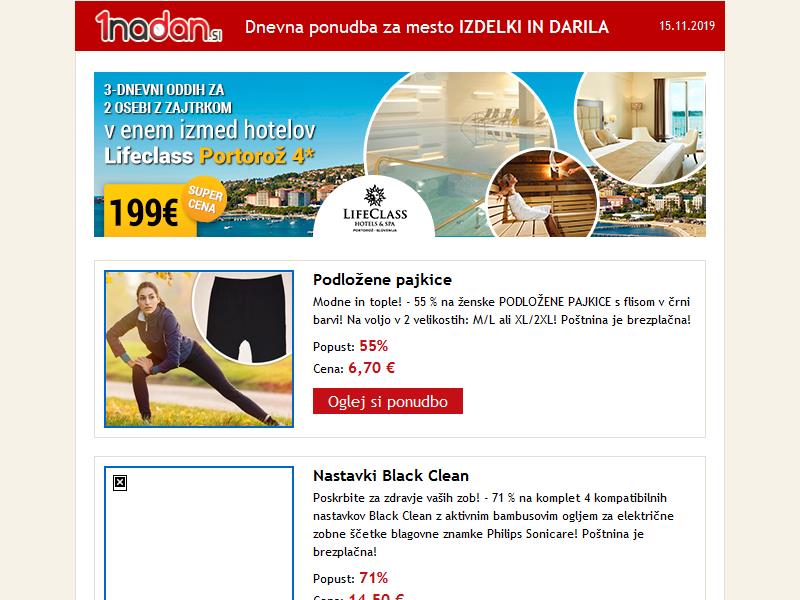 1nadan.si
Dnevna ponudba za mesto IZDELKI IN DARILA
15.11.2019
3-DNEVNI ODDIH ZA
2 OSEBI Z ZAJTRKOM
v enem izmed hotelov
Lifeclass Portorož 4*
199€
SUPER
CENA
LIFECLASS
HOTELS & SPA
PORTOROŽ - SLOVENIJA
Podložene pajkice
Modne in tople! - 55 % na ženske PODLOŽENE PAJKICE s flisom v črni
barvi! Na voljo v 2 velikostih: M/L ali XL/2XL! Poštnina je brezplačna!
Popust: 55%
Cena: 6,70 €
Oglej si ponudbo
Nastavki Black Clean
Poskrbite za zdravje vaših zob! - 71 % na komplet 4 kompatibilnih
nastavkov Black Clean z aktivnim bambusovim ogljem za električne
zobne ščetke blagovne znamke Philips Sonicare! Poštnina je
brezplačna!
Popust: 71%
Cena: 14,50 €